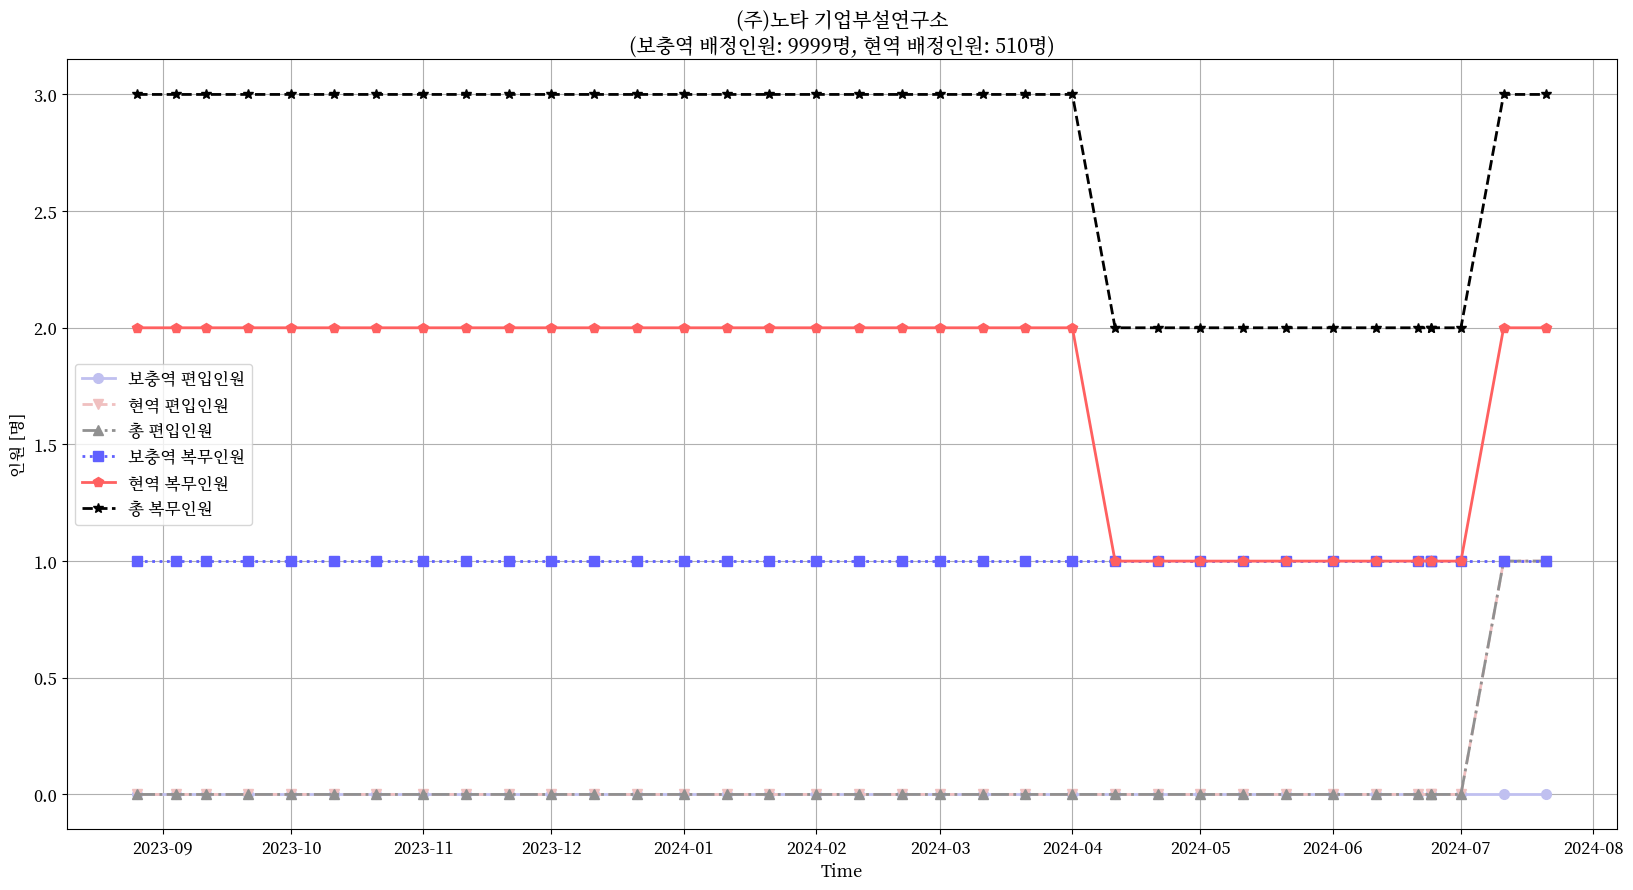 (주)노타 기업부설연구소
(보충역 배정인원: 9999명, 현역 배정인원: 510명)
인원 [명]
3.0
2.5
2.0
1.5
1.0
0.5
0.0
보충역 편입인원
현역 편입인원
총 편입인원
보충역 복무인원
현역 복무인원
총 복무인원
2023-09 2023-10 2023-11 2023-12 2024-01 2024-02 2024-03 2024-04 2024-05 2024-06 2024-07 2024-08
Time